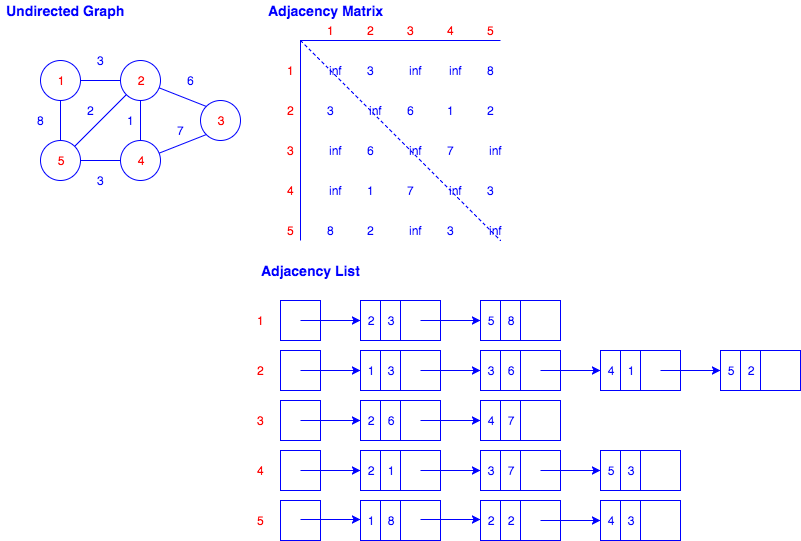 Undirected Graph
3
1
2
6
8
2
1
3
7
5
4
3
Adjacency Matrix
1 2 3 4 5
1 inf 3 inf inf 8
2 3 inf 6 1 2
3 inf 6 inf 7 inf
4 inf 1 7 inf 3
5 8 2 inf 3 inf
Adjacency List
1 2 3 5 8
2 1 3 3 6 4 1 5 2
3 2 6 4 7
4 2 1 3 7 5 3
5 1 8 2 2 4 3